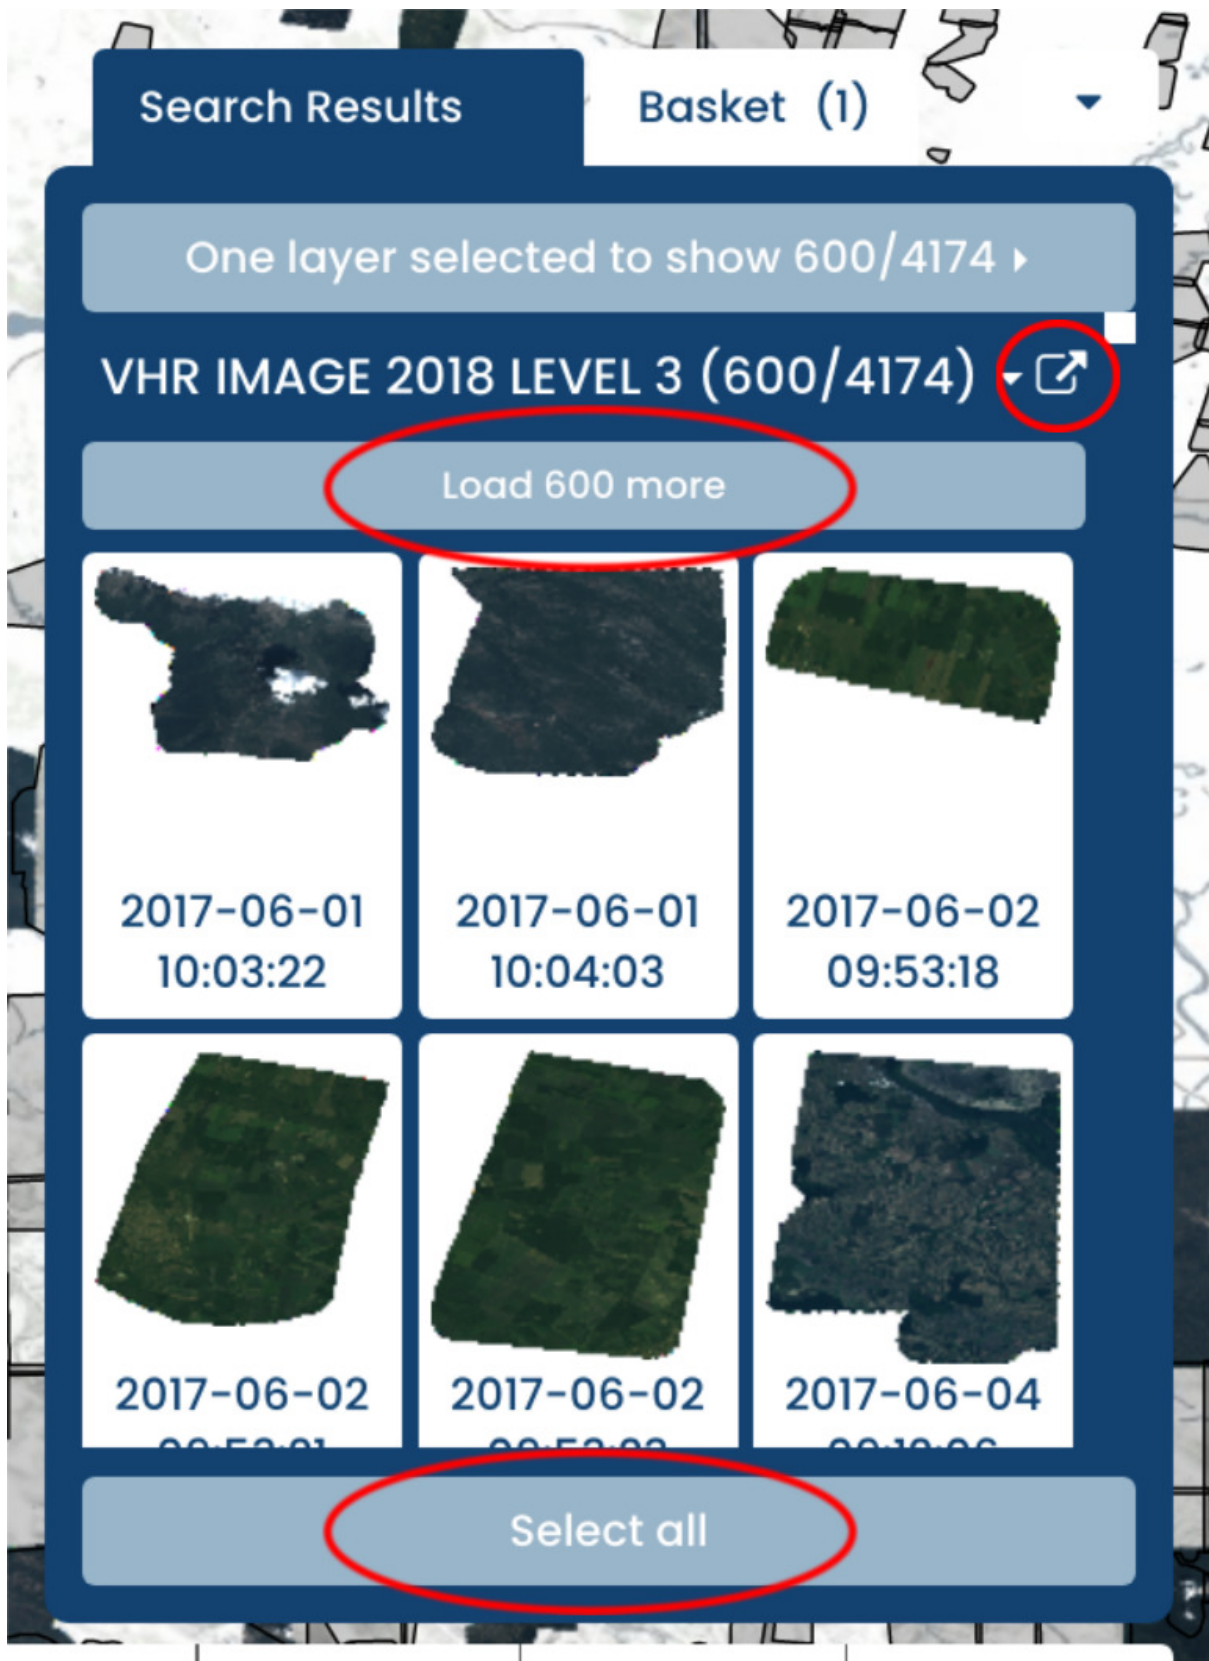 Search Results
Basket (1)
One layer selected to show 600/4174
VHR IMAGE 2018 LEVEL 3 (600/4174)
Load 600 more
2017-06-01
10:03:22
2017-06-01
10:04:03
2017-06-02
09:53:18
2017-06-02
2017-06-02
2017-06-04
Select all